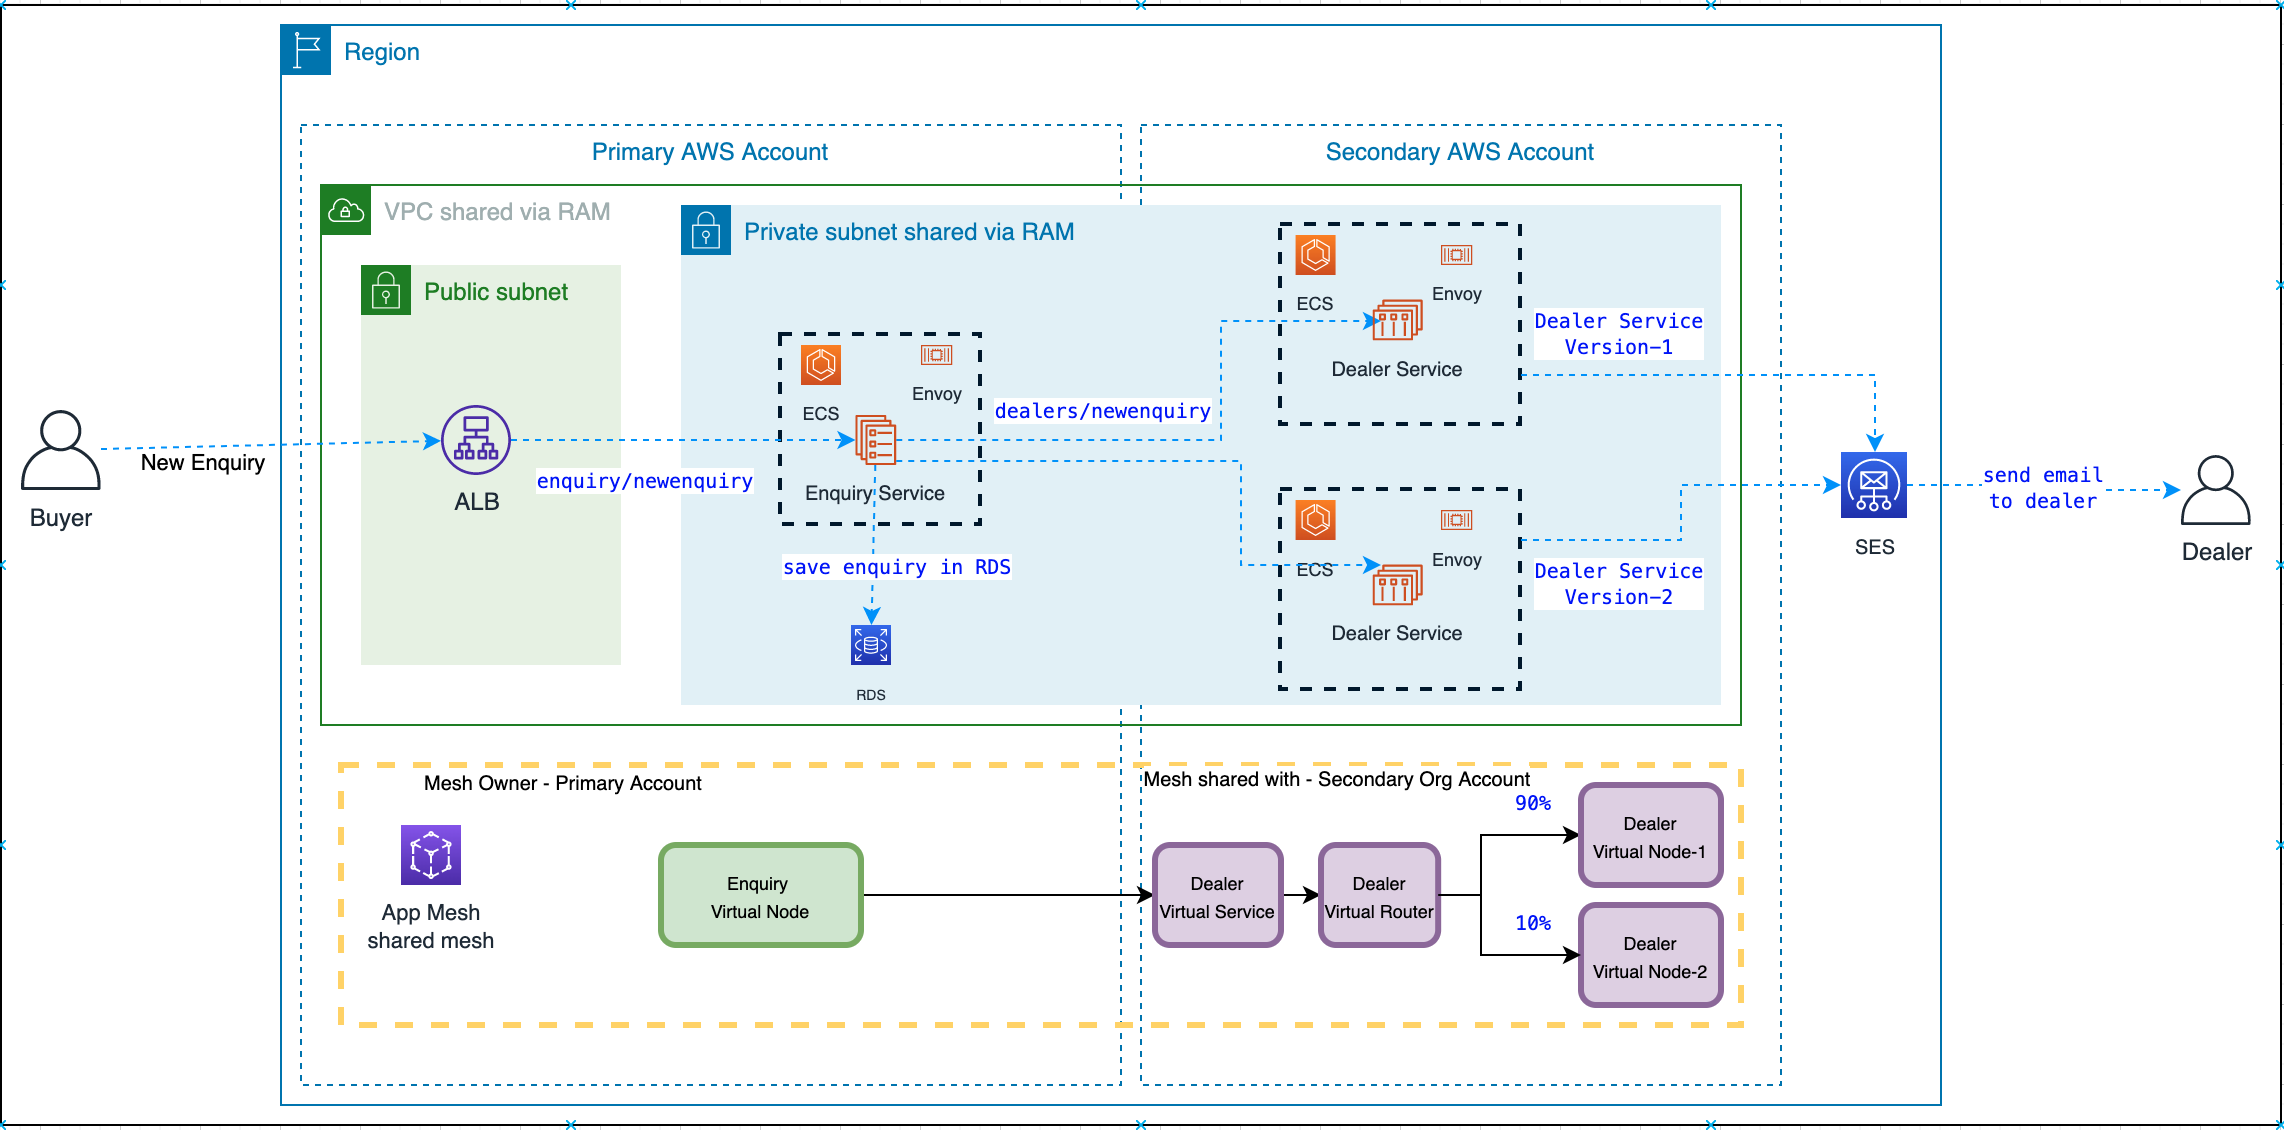 Region
Primary AWS Account
Secondary AWS Account
VPC shared via RAM
Private subnet shared via RAM
Public subnet
ECS
Envoy
Dealer Service
Dealer Service
Version-1
ECS
Envoy
Enquiry Service
dealers/newenquiry
New Enquiry
Buyer
ALB
enquiry/newenquiry
save enquiry in RDS
RDS
ECS
Envoy
Dealer Service
Dealer Service
Version-2
SES
send email
to dealer
Dealer
Mesh Owner - Primary Account
Mesh shared with - Secondary Org Account
App Mesh
shared mesh
Enquiry
Virtual Node
Dealer
Virtual Service
Dealer
Virtual Router
90%
Dealer
Virtual Node-1
10%
Dealer
Virtual Node-2